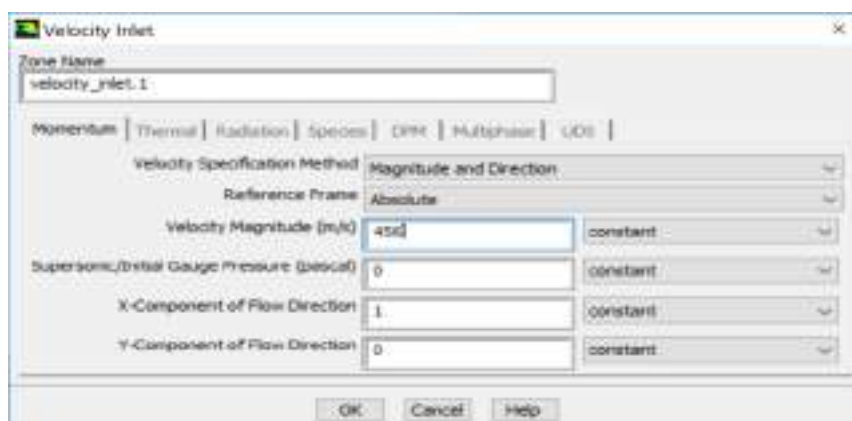 Velocity Inlet
Zone Name
velocity_inlet.1
Momentum Thermal Radiation Species DPM Multiphase UDS
Velocity Specification Method Magnitude and Direction
Reference Frame Absolute
Velocity Magnitude (m/s) 450 constant
Supersonic/Initial Gauge Pressure (pascal) 0 constant
X-Component of Flow Direction 1 constant
Y-Component of Flow Direction 0 constant
OK Cancel Help